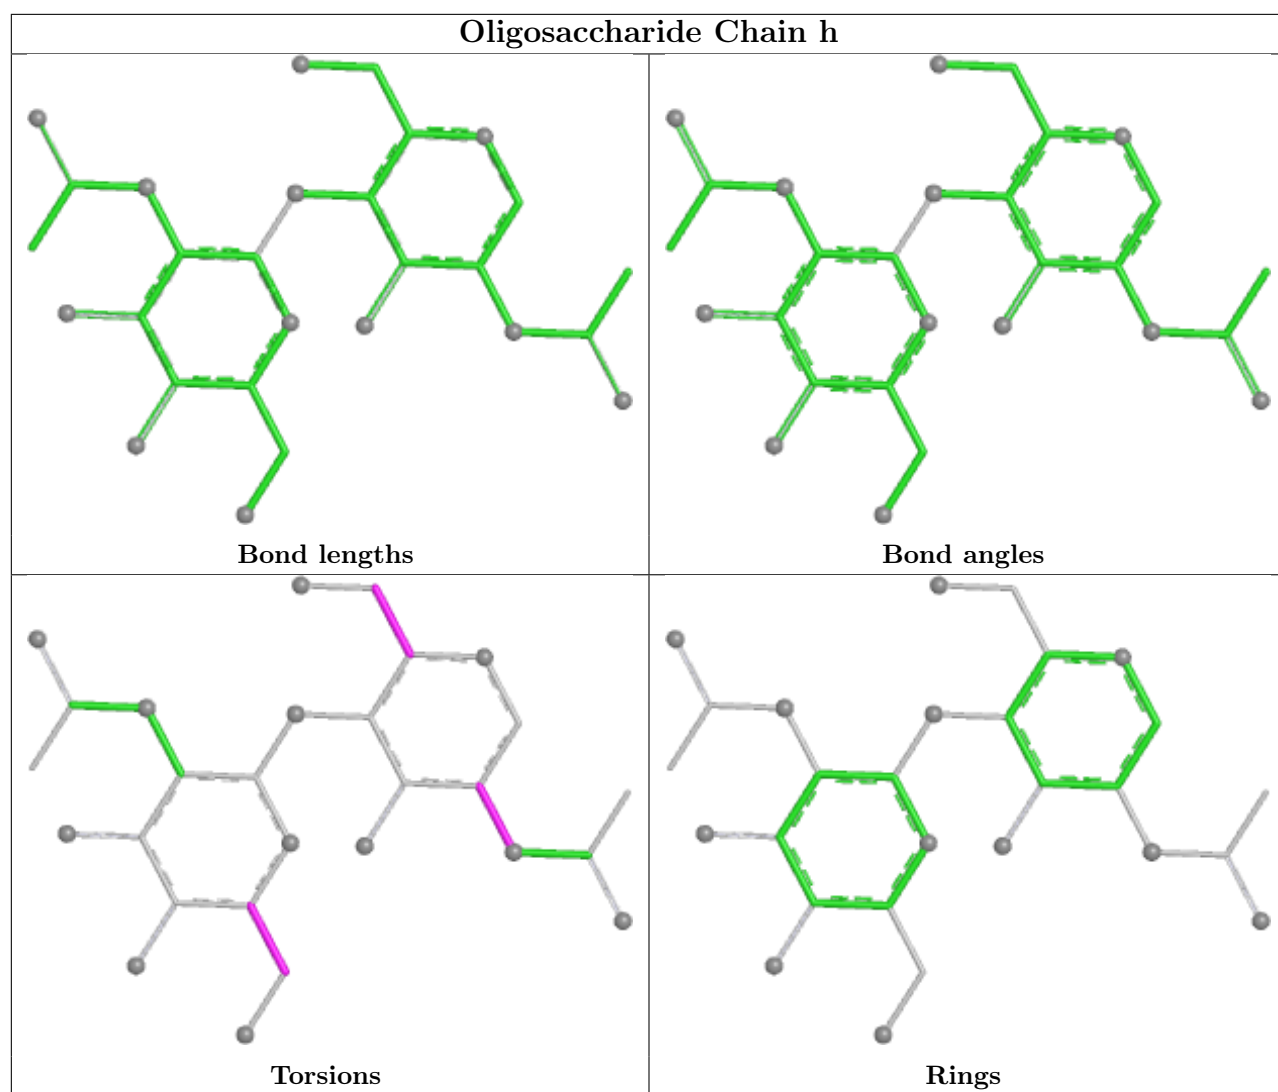 Oligosaccharide Chain h
Bond lengths
Bond angles
Torsions
Rings